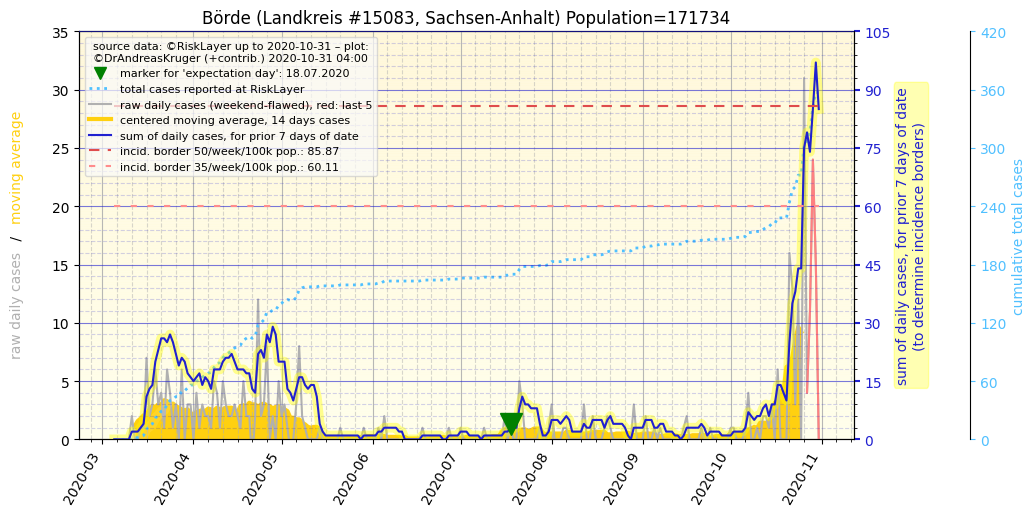 Börde (Landkreis #15083, Sachsen-Anhalt) Population=171734
source data: ©RiskLayer up to 2020-10-31 – plot:
©DrAndreasKruger (+contrib.) 2020-10-31 04:00
marker for 'expectation day': 18.07.2020
total cases reported at RiskLayer
raw daily cases (weekend-flawed), red: last 5
centered moving average, 14 days cases
sum of daily cases, for prior 7 days of date
incid. border 50/week/100k pop.: 85.87
incid. border 35/week/100k pop.: 60.11
raw daily cases / moving average
35
30
25
20
15
10
5
0
105
90
75
60
45
30
15
0
sum of daily cases, for prior 7 days of date
(to determine incidence borders)
420
360
300
240
180
120
60
0
cumulative total cases
2020-03
2020-04
2020-05
2020-06
2020-07
2020-08
2020-09
2020-10
2020-11